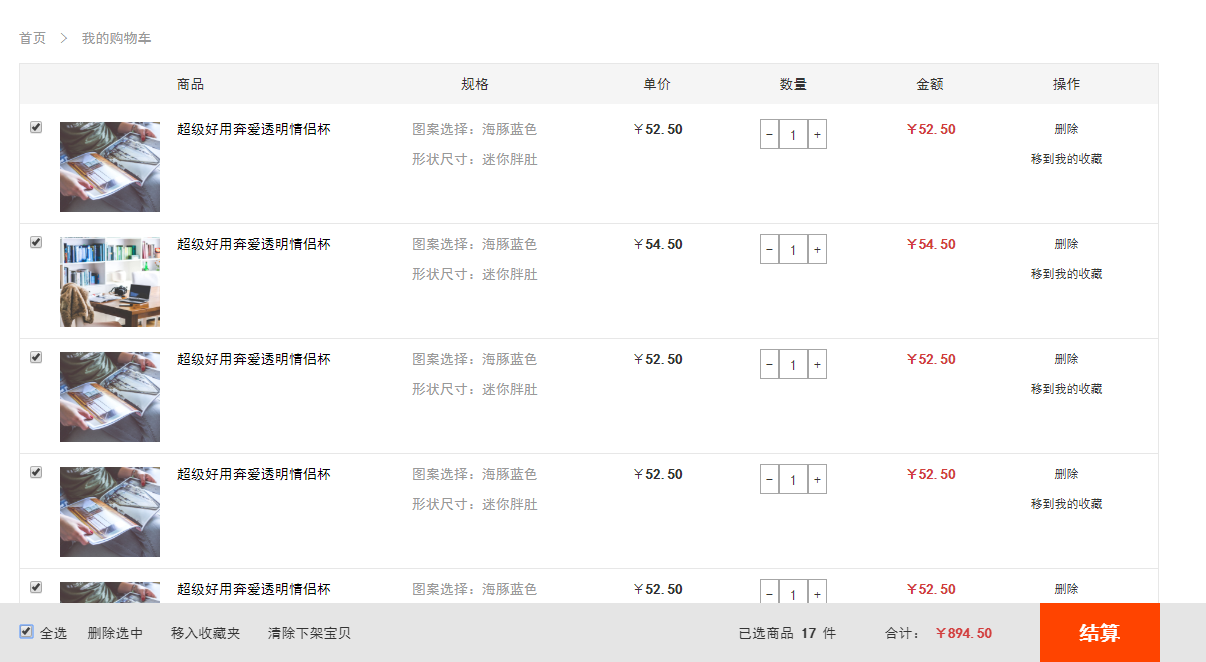 首页 > 我的购物车
商品 规格 单价 数量 金额 操作
超级好用奔爱透明情侣杯 图案选择：海豚蓝色 ￥52.50 - 1 + ￥52.50 删除
形状尺寸：迷你胖肚 移到我的收藏
超级好用奔爱透明情侣杯 图案选择：海豚蓝色 ￥54.50 - 1 + ￥54.50 删除
形状尺寸：迷你胖肚 移到我的收藏
超级好用奔爱透明情侣杯 图案选择：海豚蓝色 ￥52.50 - 1 + ￥52.50 删除
形状尺寸：迷你胖肚 移到我的收藏
超级好用奔爱透明情侣杯 图案选择：海豚蓝色 ￥52.50 - 1 + ￥52.50 删除
形状尺寸：迷你胖肚 移到我的收藏
超级好用奔爱透明情侣杯 图案选择：海豚蓝色 ￥52.50 - 1 + ￥52.50 删除
全选 删除选中 移入收藏夹 清除下架宝贝 已选商品 17 件 合计： ￥894.50 结算